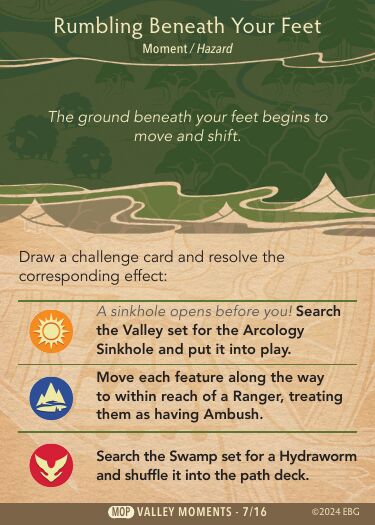 Rumbling Beneath Your Feet
Moment / Hazard
The ground beneath your feet begins to
move and shift.
Draw a challenge card and resolve the
corresponding effect:
A sinkhole opens before you! Search
the Valley set for the Arcology
Sinkhole and put it into play.
Move each feature along the way
to within reach of a Ranger, treating
them as having Ambush.
Search the Swamp set for a Hydraworm
and shuffle it into the path deck.
MOP VALLEY MOMENTS - 7/16
©2024 EBG